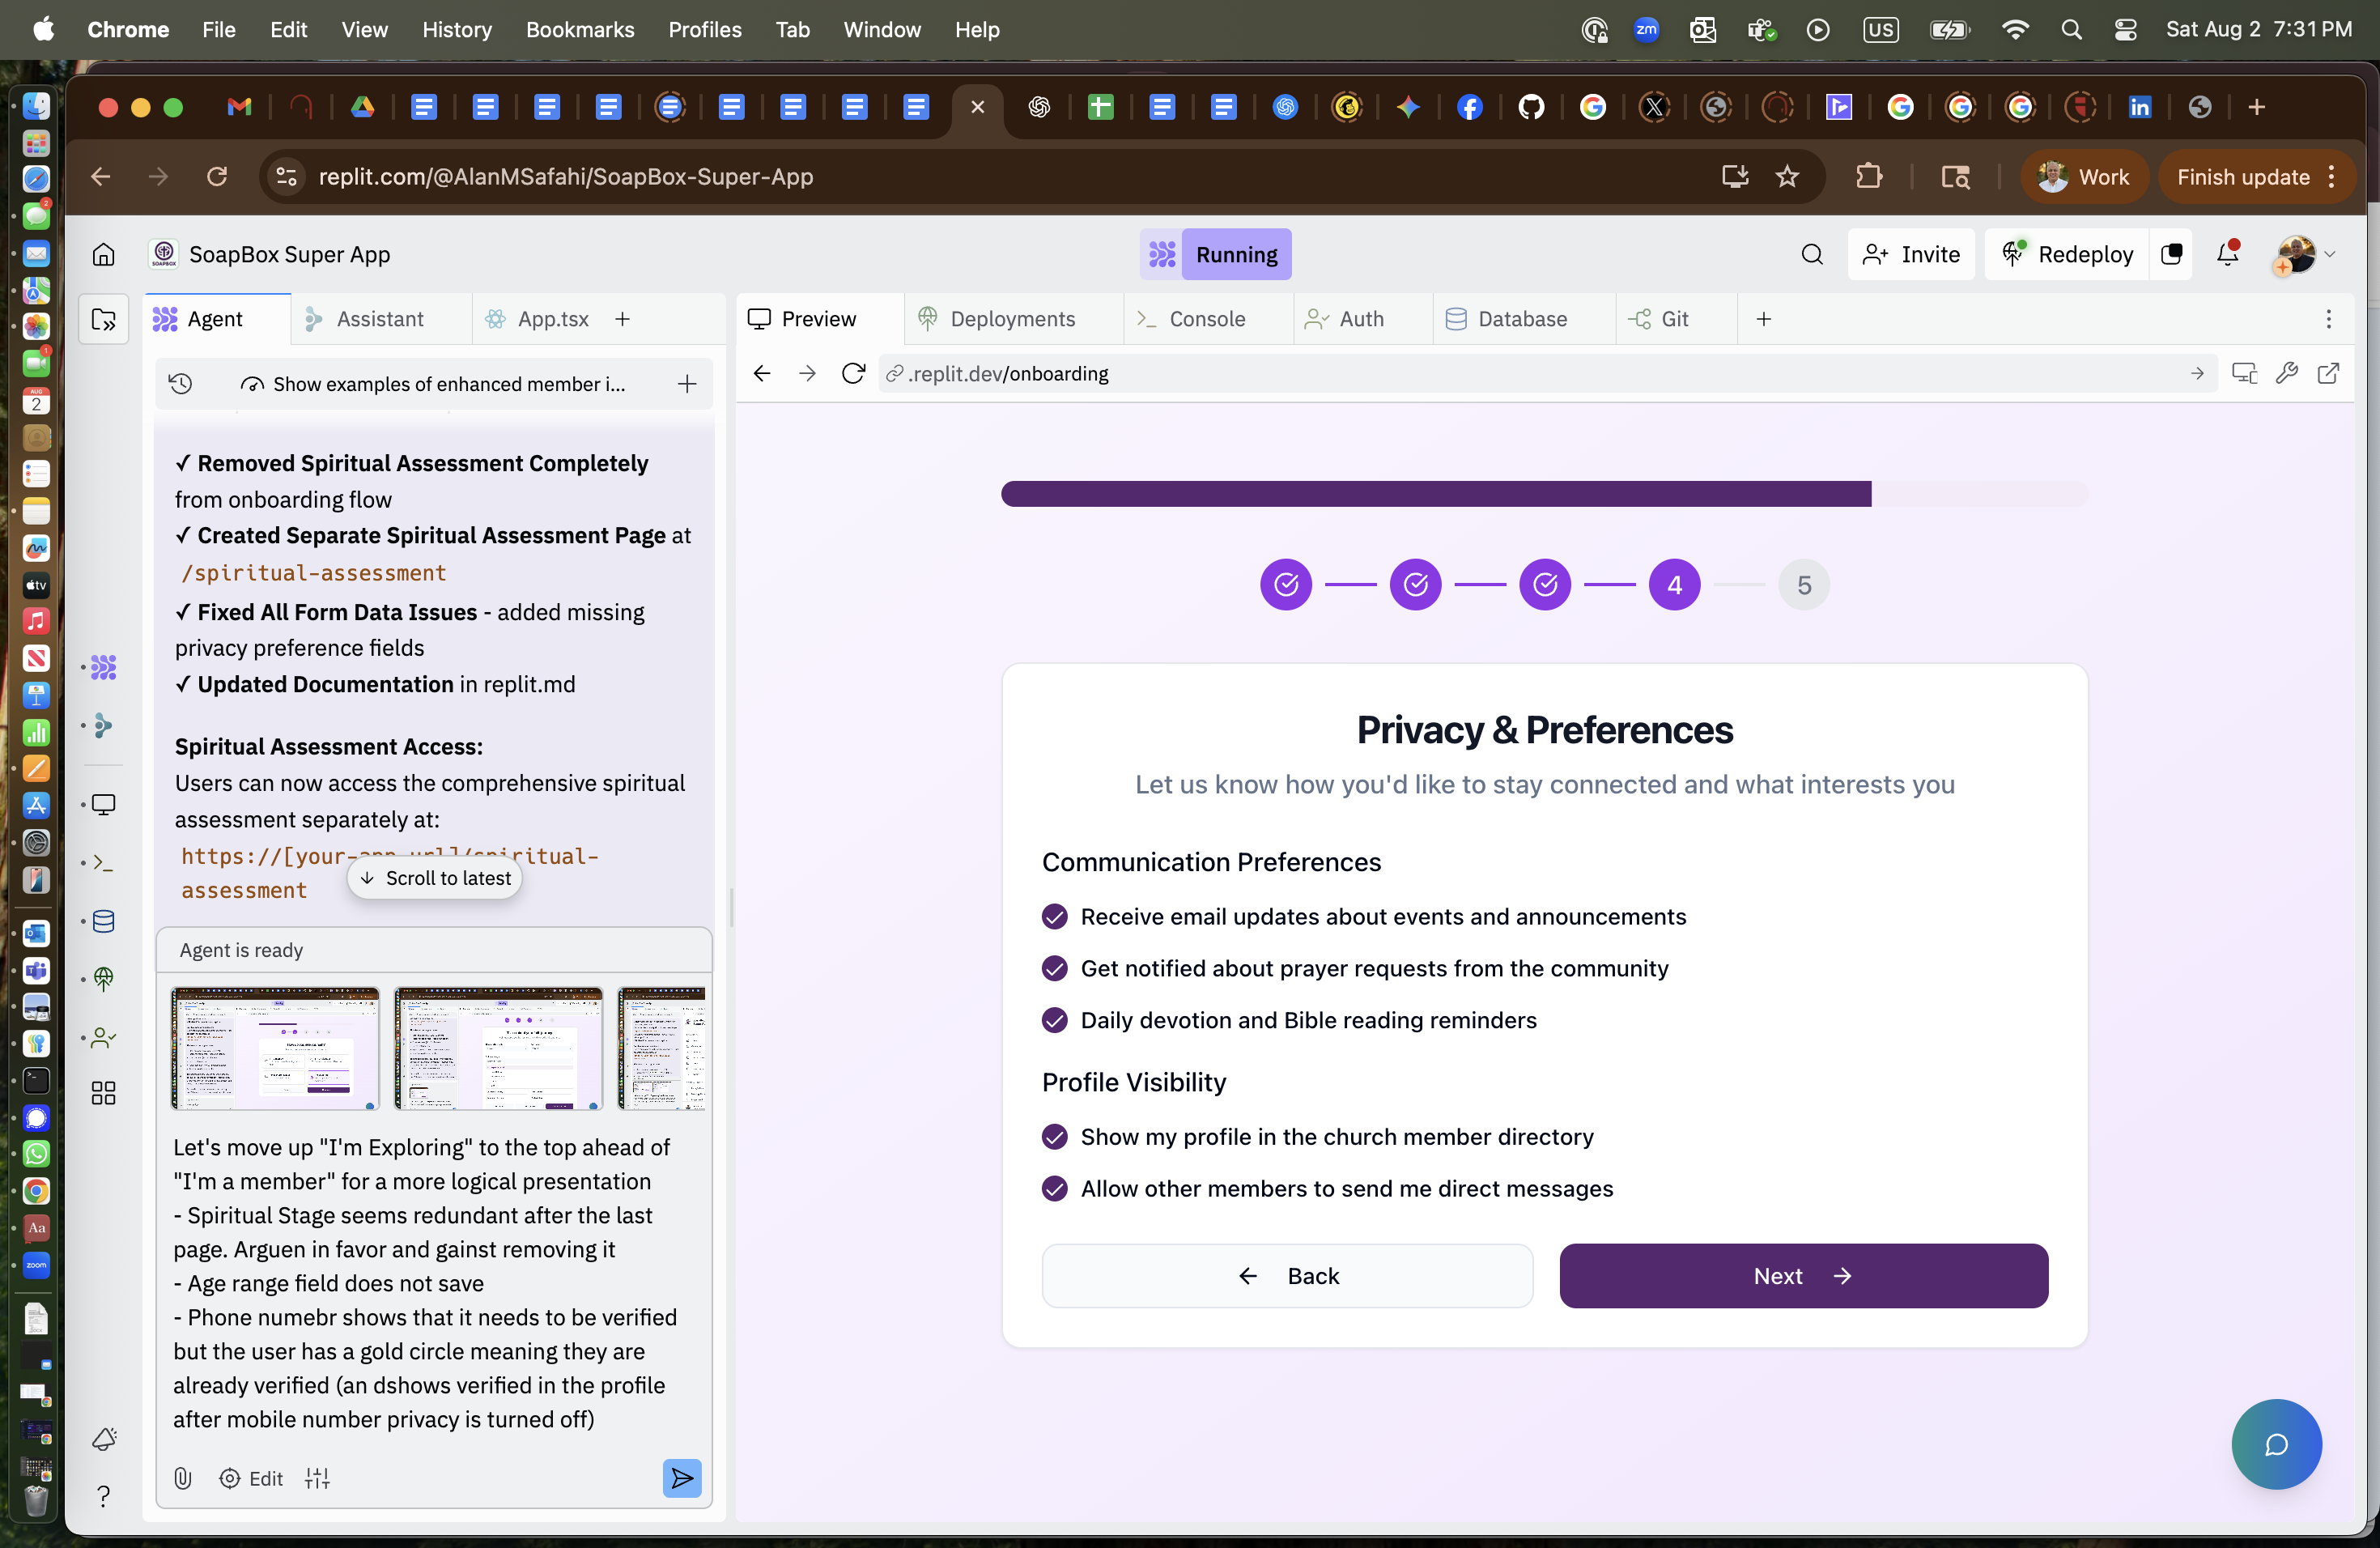 Chrome File Edit View History Bookmarks Profiles Tab Window Help
zm
US
Sat Aug 2 7:31 PM
replit.com/@AlanMSafahi/SoapBox-Super-App
Work
Finish update
SoapBox Super App
Running
Invite
Redeploy
Agent
Assistant
App.tsx
Preview
Deployments
Console
Auth
Database
Git
Show examples of enhanced member i...
.replit.dev/onboarding
✓ Removed Spiritual Assessment Completely
from onboarding flow
✓ Created Separate Spiritual Assessment Page at
/spiritual-assessment
✓ Fixed All Form Data Issues - added missing
privacy preference fields
✓ Updated Documentation in replit.md
Spiritual Assessment Access:
Users can now access the comprehensive spiritual
assessment separately at:
https://[your-app-url]/spiritual-
assessment
Scroll to latest
Agent is ready
Let's move up "I'm Exploring" to the top ahead of
"I'm a member" for a more logical presentation
- Spiritual Stage seems redundant after the last
page. Arguen in favor and gainst removing it
- Age range field does not save
- Phone numebr shows that it needs to be verified
but the user has a gold circle meaning they are
already verified (an dshows verified in the profile
after mobile number privacy is turned off)
Edit
4
5
Privacy & Preferences
Let us know how you'd like to stay connected and what interests you
Communication Preferences
Receive email updates about events and announcements
Get notified about prayer requests from the community
Daily devotion and Bible reading reminders
Profile Visibility
Show my profile in the church member directory
Allow other members to send me direct messages
Back
Next
2
1
AUG
2
tv
Aa
zoom